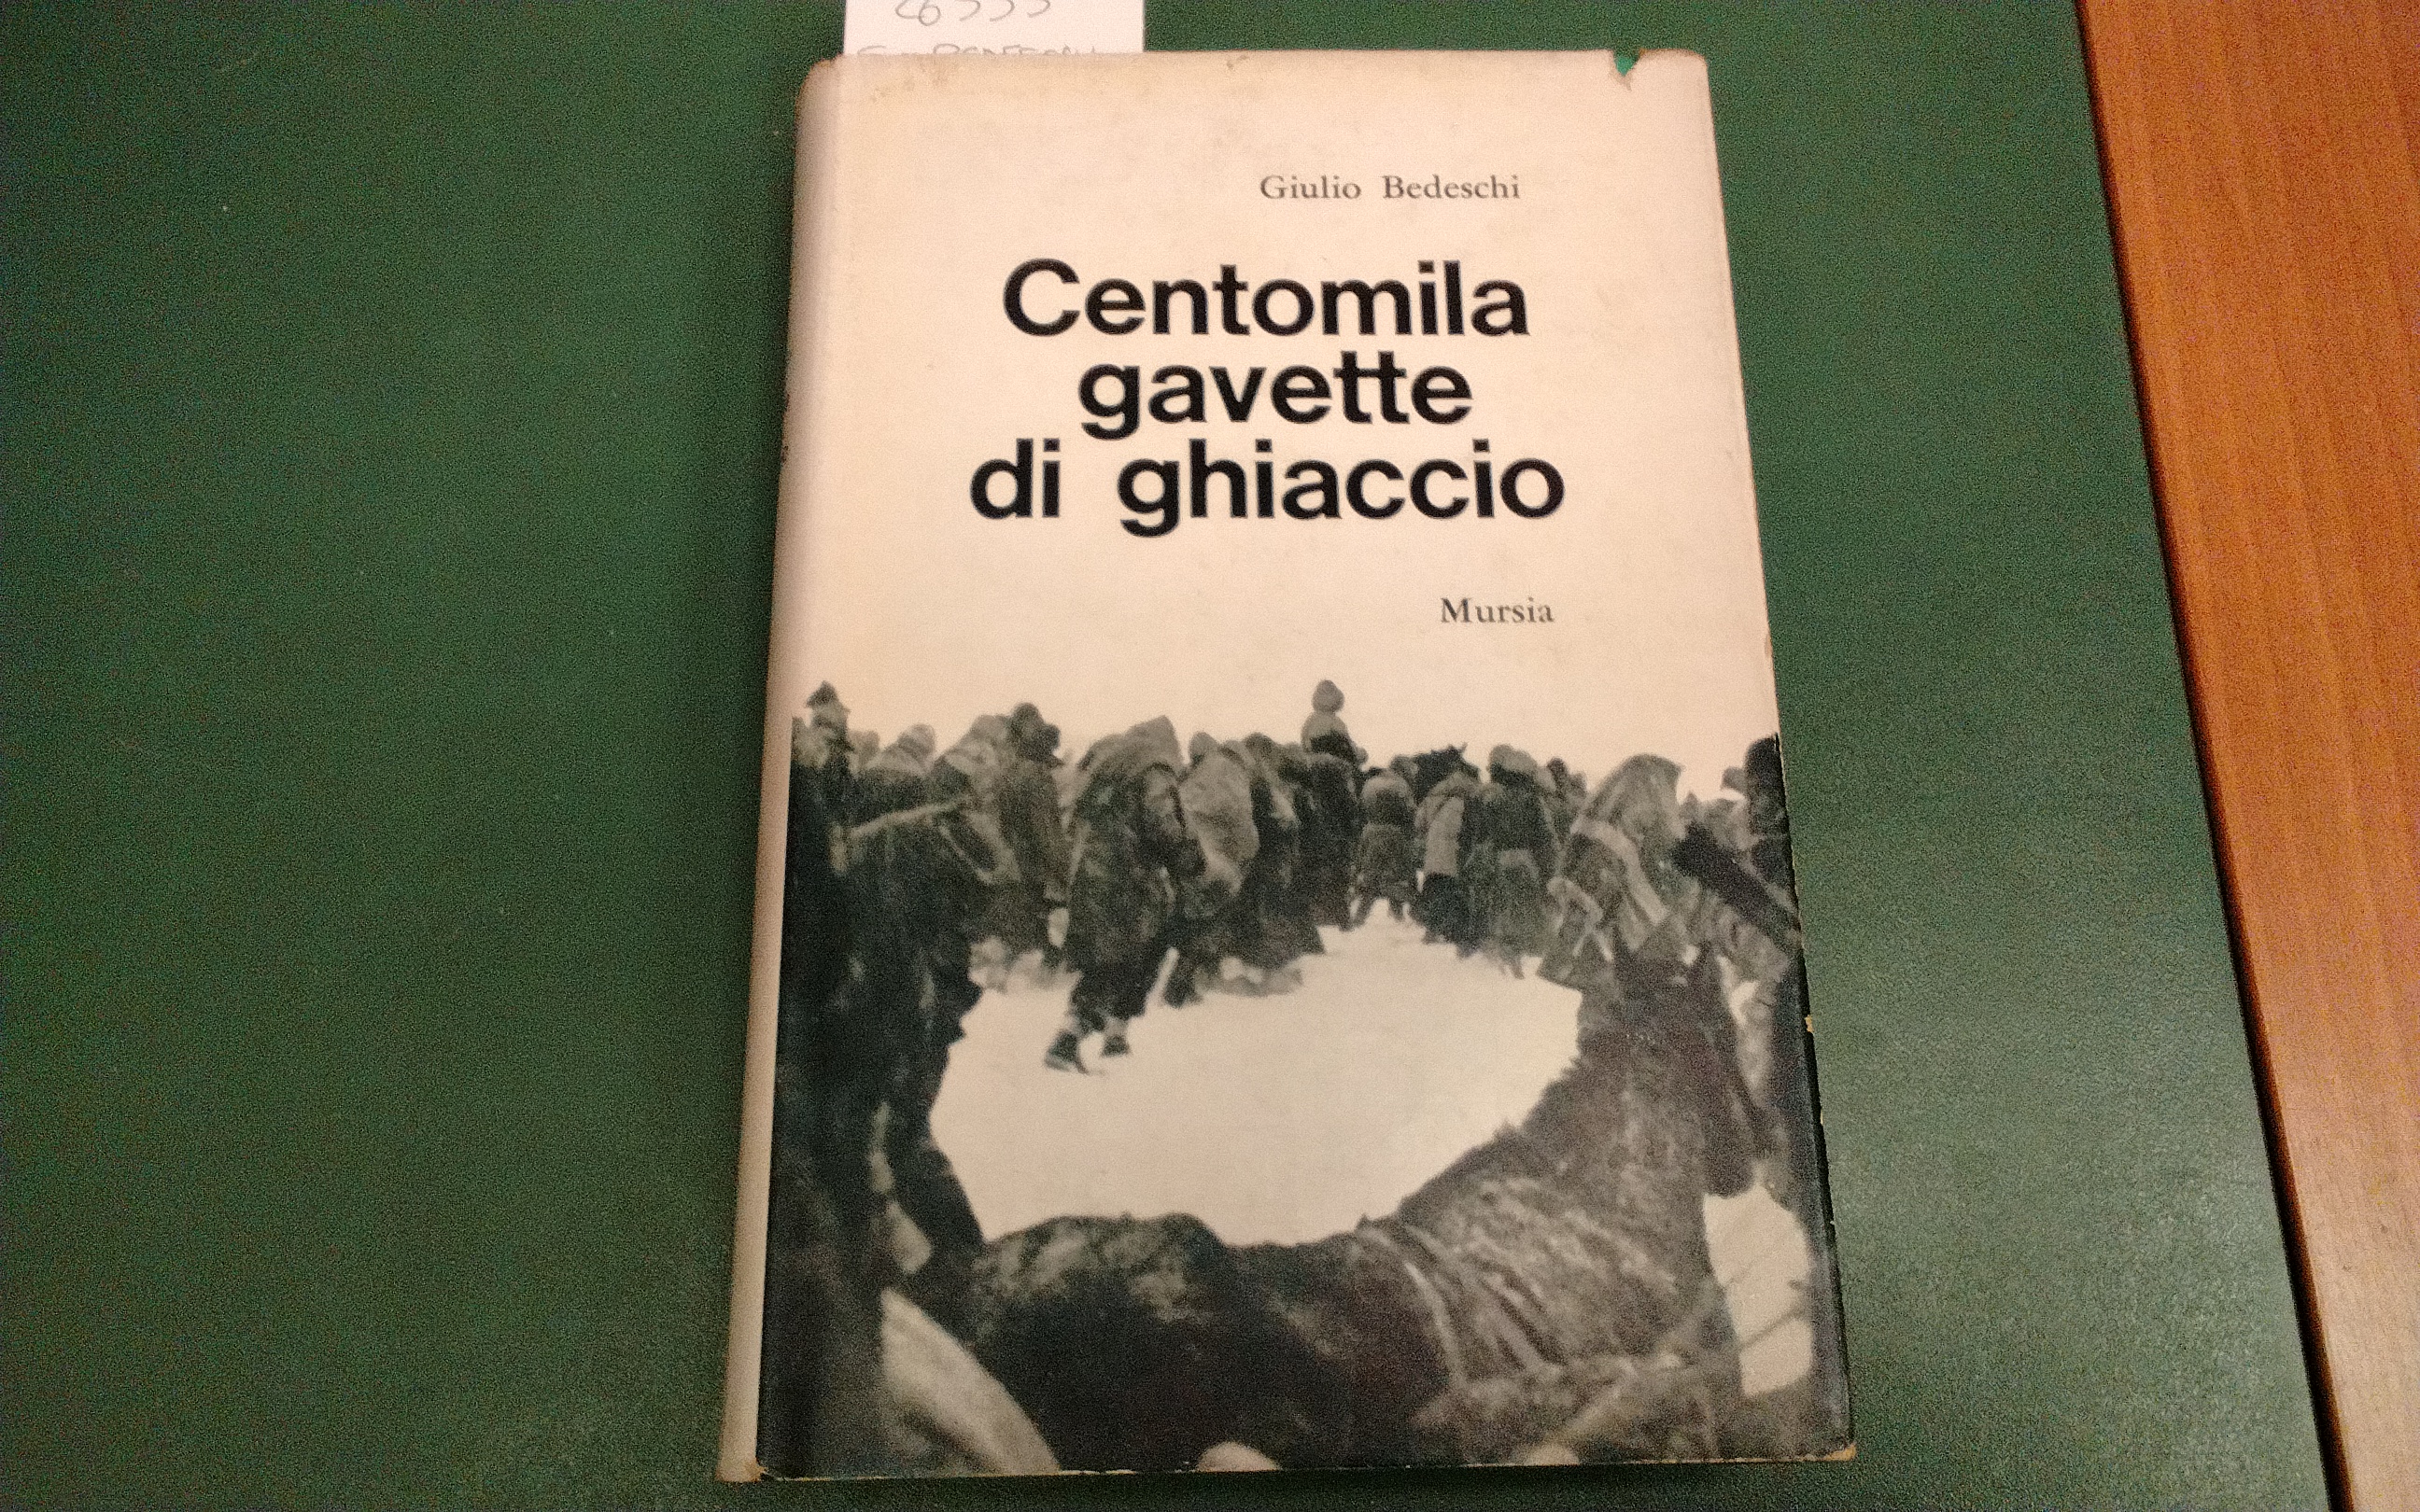 Giulio Bedeschi
Centomila
gavette
di ghiaccio
Mursia